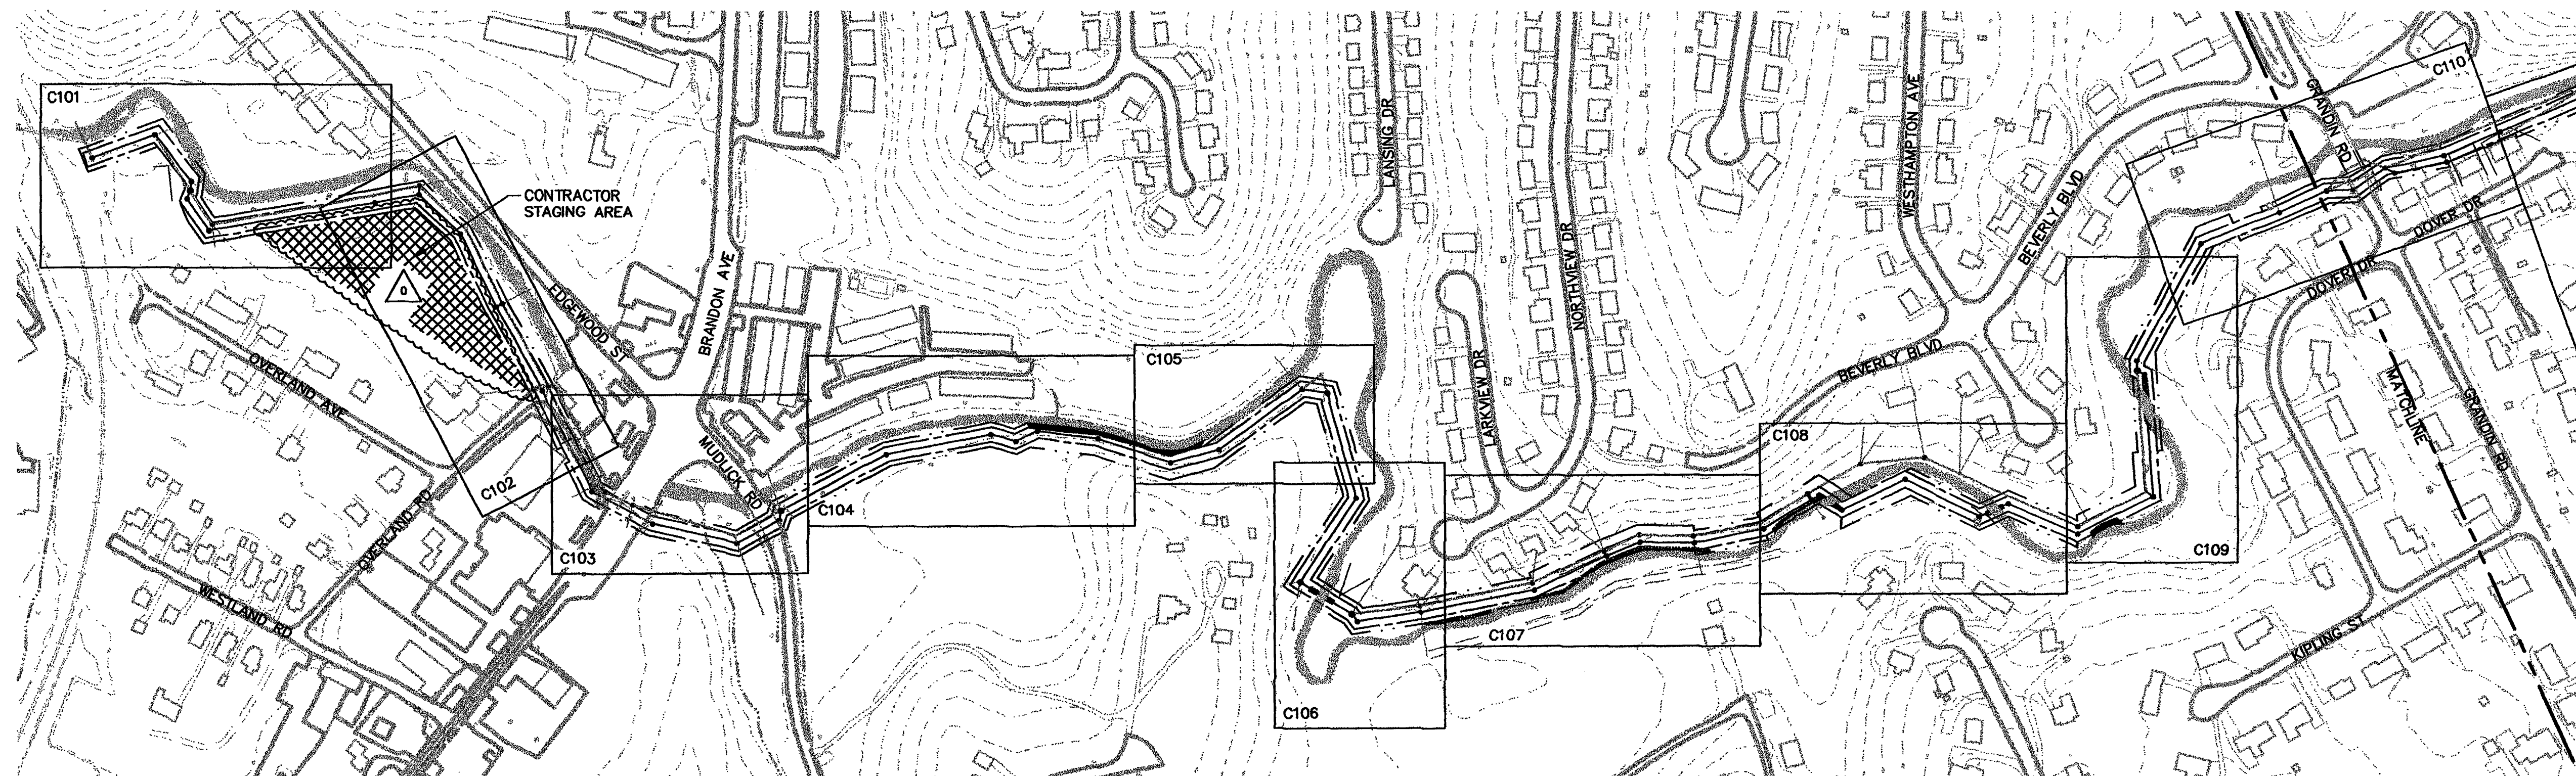 C101
C110
GRANDIN RD
CONTRACTOR
STAGING AREA
0
LANSING DR
WESTHAMPTON AVE
BEVERLY BLVD
DOVER DR
DOVER DR
BRANDON AVE
EDGEWOOD ST
NORTHVIEW DR
OVERLAND AVE
C105
LARKVIEW DR
BEVERLY BLVD
MATCHLINE
GRANDIN RD
C108
MUDLICK RD
C102
C104
OVERLAND RD
C103
C109
WESTLAND RD
C107
KIPLING ST
C106